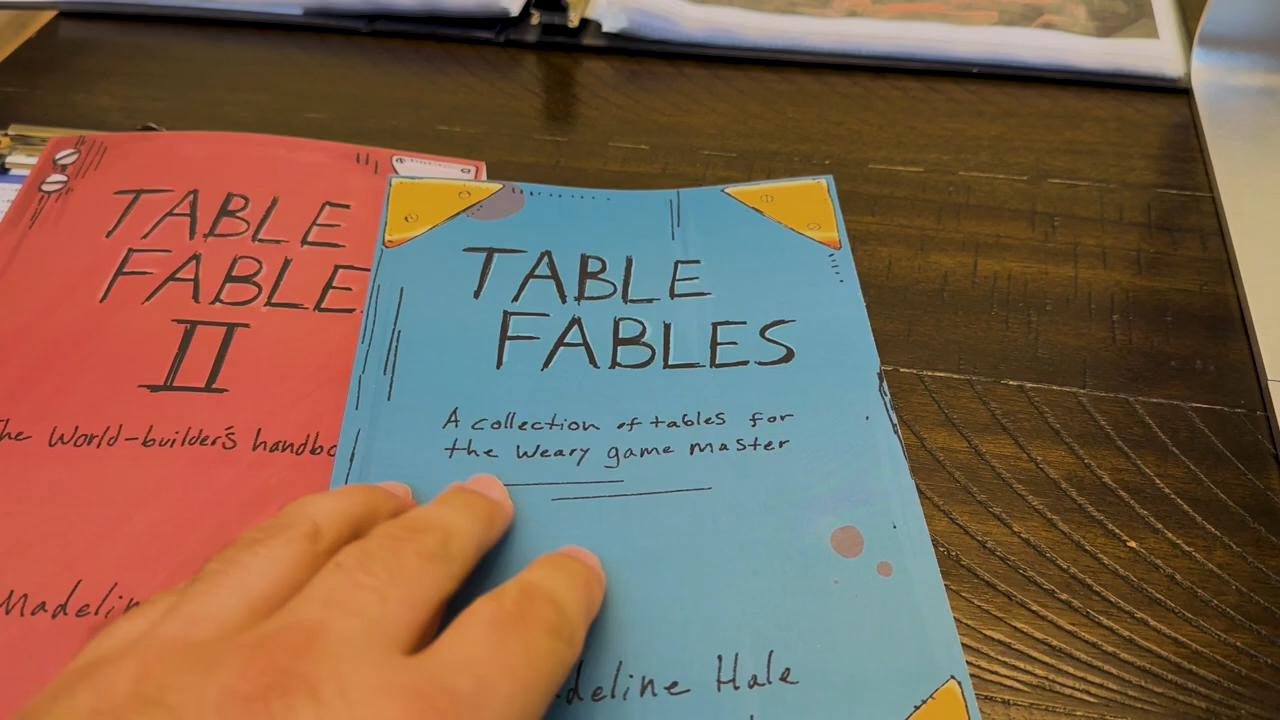 TABLE
FABLE
II
The World-builder's handbo
Madelin
TABLE
FABLES
A collection of tables for
the Weary game master
deline Hale